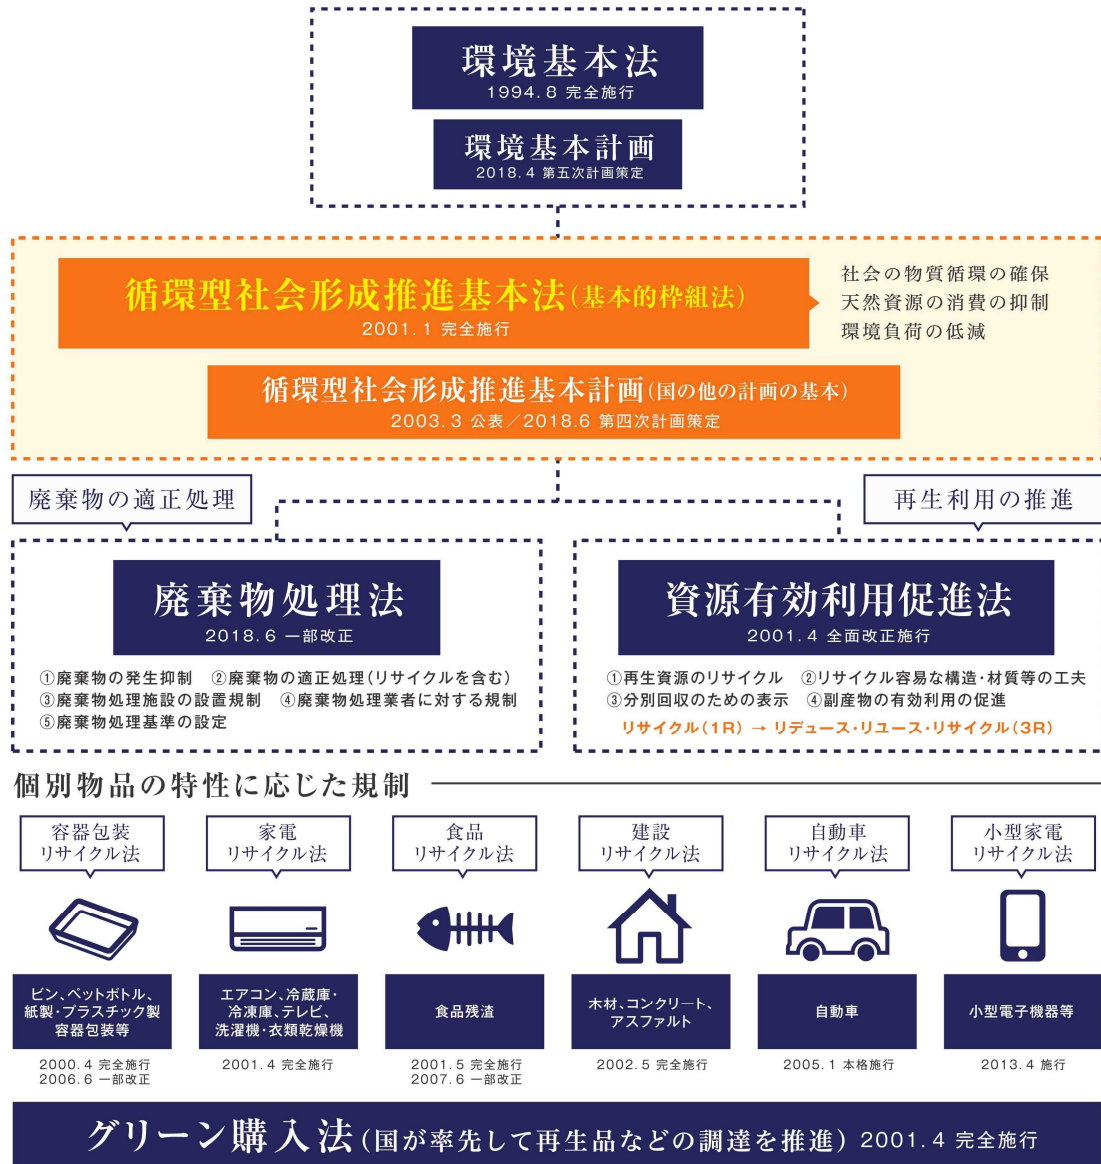 環境基本法
1994.8 完全施行
環境基本計画
2018.4 第五次計画策定
循環型社会形成推進基本法(基本的枠組法)
2001.1 完全施行
社会の物質循環の確保
天然資源の消費の抑制
環境負荷の低減
循環型社会形成推進基本計画(国の他の計画の基本)
2003.3 公表/2018.6 第四次計画策定
廃棄物の適正処理
廃棄物処理法
2018.6 一部改正
①廃棄物の発生抑制 ②廃棄物の適正処理(リサイクルを含む)
③廃棄物処理施設の設置規制 ④廃棄物処理業者に対する規制
⑤廃棄物処理基準の設定
再生利用の推進
資源有効利用促進法
2001.4 全面改正施行
①再生資源のリサイクル ②リサイクル容易な構造・材質等の工夫
③分別回収のための表示 ④副産物の有効利用の促進
リサイクル(1R) → リデュース・リユース・リサイクル(3R)
個別物品の特性に応じた規制
容器包装
リサイクル法
ビン、ペットボトル、
紙製・プラスチック製
容器包装等
2000.4 完全施行
2006.6 一部改正
家電
リサイクル法
エアコン、冷蔵庫・
冷凍庫、テレビ、
洗濯機・衣類乾燥機
2001.4 完全施行
食品
リサイクル法
食品残渣
2001.5 完全施行
2007.6 一部改正
建設
リサイクル法
木材、コンクリート、
アスファルト
2002.5 完全施行
自動車
リサイクル法
自動車
2005.1 本格施行
小型家電
リサイクル法
小型電子機器等
2013.4 施行
グリーン購入法(国が率先して再生品などの調達を推進) 2001.4 完全施行